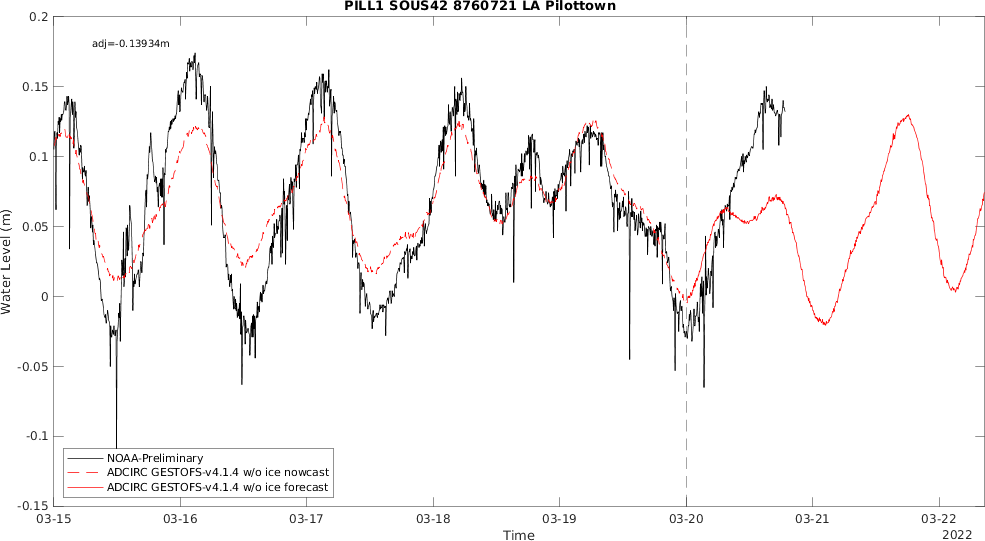 PILL1 SOUS42 8760721 LA Pilottown
adj=-0.13934m
0.2
0.15
0.1
0.05
0
-0.05
-0.1
-0.15
Water Level (m)
NOAA-Preliminary
ADCIRC GESTOFS-v4.1.4 w/o ice nowcast
ADCIRC GESTOFS-v4.1.4 w/o ice forecast
03-15 03-16 03-17 03-18 03-19 03-20 03-21 03-22
Time
2022